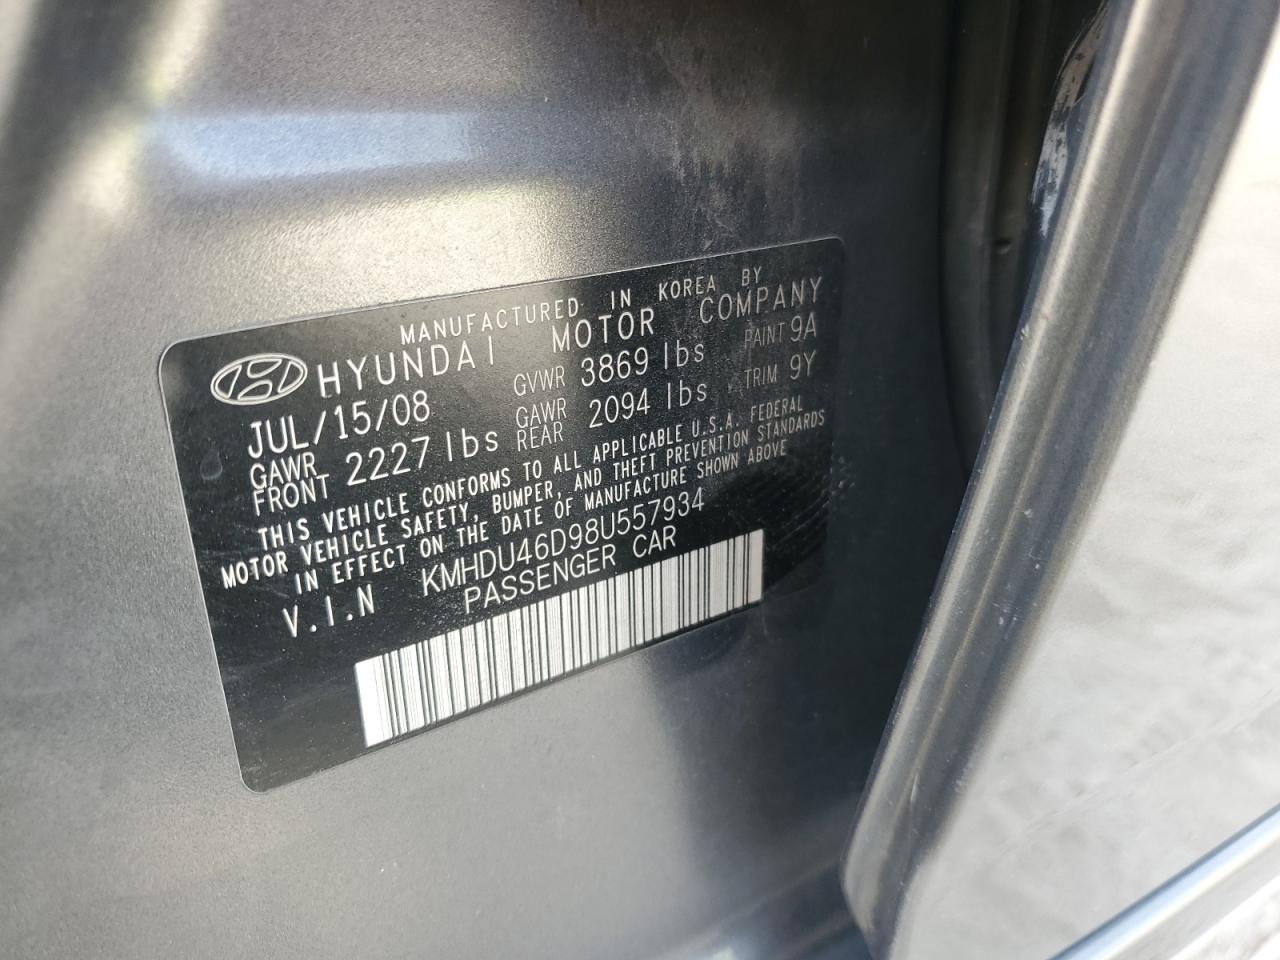 MANUFACTURED IN KOREA BY
HYUNDAI MOTOR COMPANY
JUL/15/08 GVWR 3869 lbs PAINT 9A
GAWR FRONT 2227 lbs GAWR REAR 2094 lbs TRIM 9Y
THIS VEHICLE CONFORMS TO ALL APPLICABLE U.S.A. FEDERAL
MOTOR VEHICLE SAFETY, BUMPER, AND THEFT PREVENTION STANDARDS
IN EFFECT ON THE DATE OF MANUFACTURE SHOWN ABOVE
V.I.N KMHDU46D98U557934
PASSENGER CAR